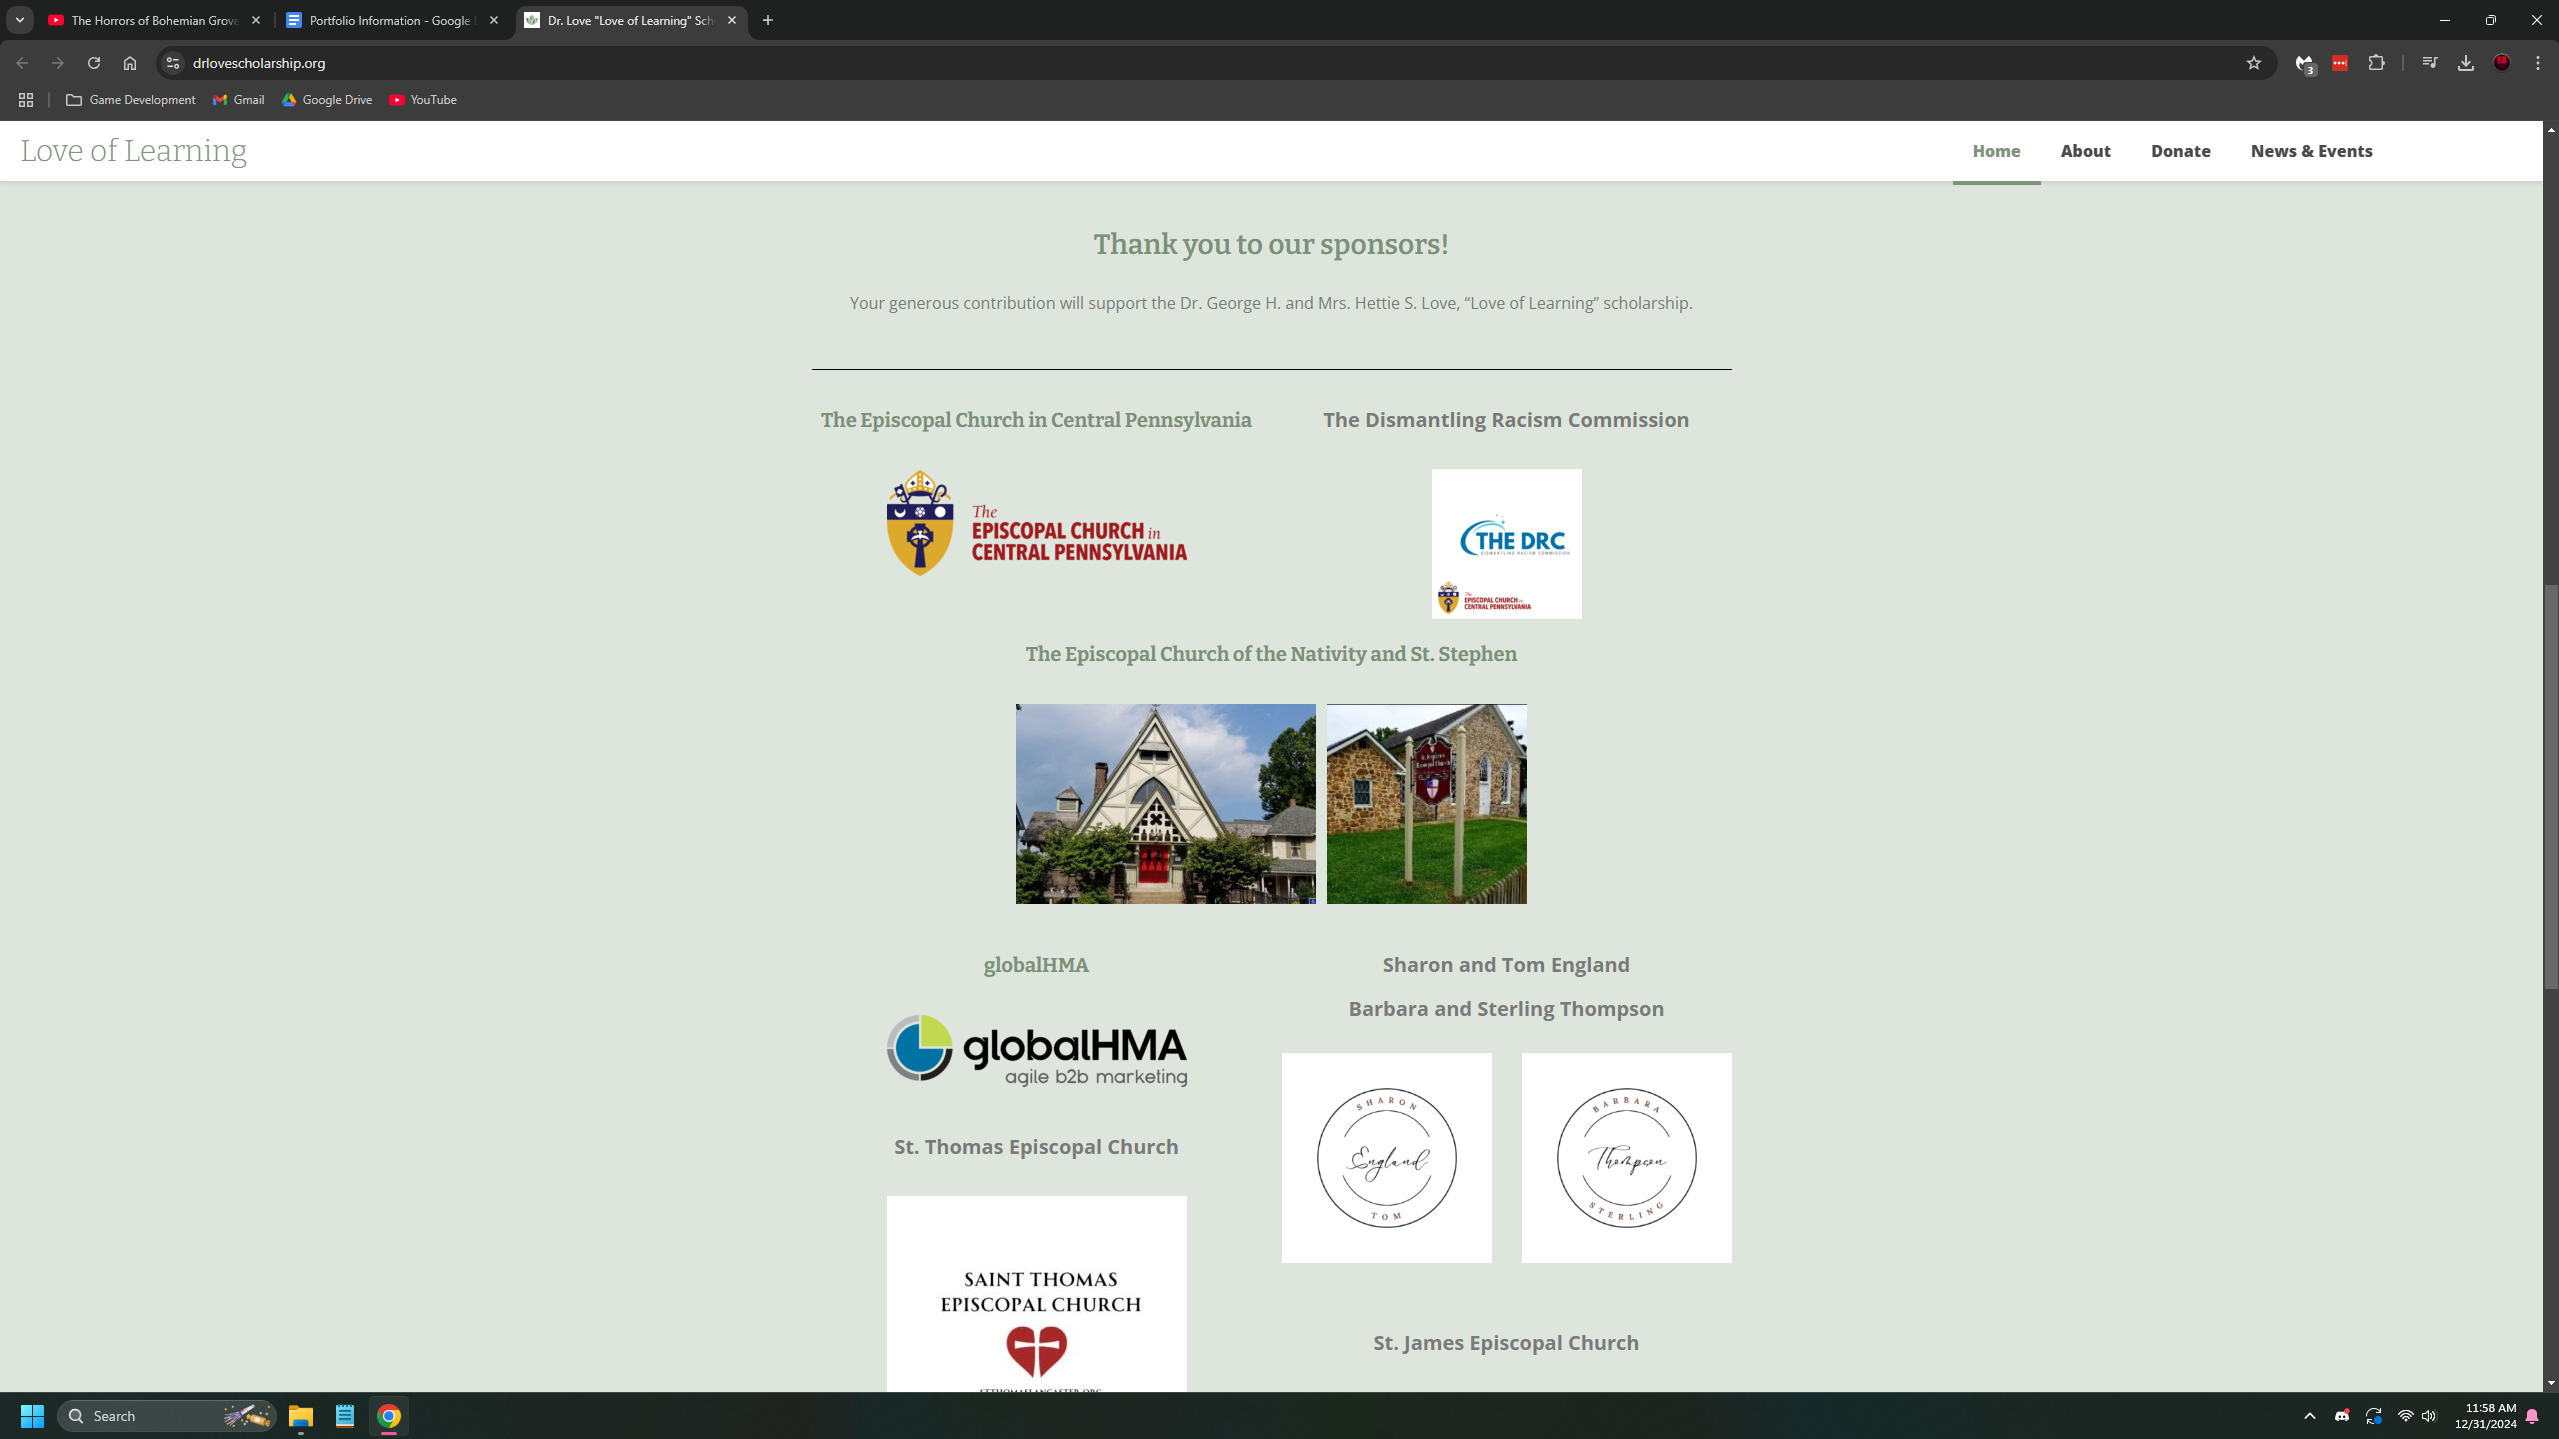 The Horrors of Bohemian Grove
Portfolio Information - Google
Dr. Love "Love of Learning" Sch
drlovescholarship.org
3
Game Development
Gmail
Google Drive
YouTube
Love of Learning
Home
About
Donate
News & Events
Thank you to our sponsors!
Your generous contribution will support the Dr. George H. and Mrs. Hettie S. Love, “Love of Learning” scholarship.
The Episcopal Church in Central Pennsylvania
The Dismantling Racism Commission
The
EPISCOPAL CHURCH in
CENTRAL PENNSYLVANIA
THE DRC
DISMANTLING RACISM COMMISSION
The
EPISCOPAL CHURCH in
CENTRAL PENNSYLVANIA
The Episcopal Church of the Nativity and St. Stephen
globalHMA
Sharon and Tom England
Barbara and Sterling Thompson
globalHMA
agile b2b marketing
SHARON
England
TOM
BARBARA
Thompson
STERLING
St. Thomas Episcopal Church
SAINT THOMAS
EPISCOPAL CHURCH
St. James Episcopal Church
Search
11:58 AM
12/31/2024